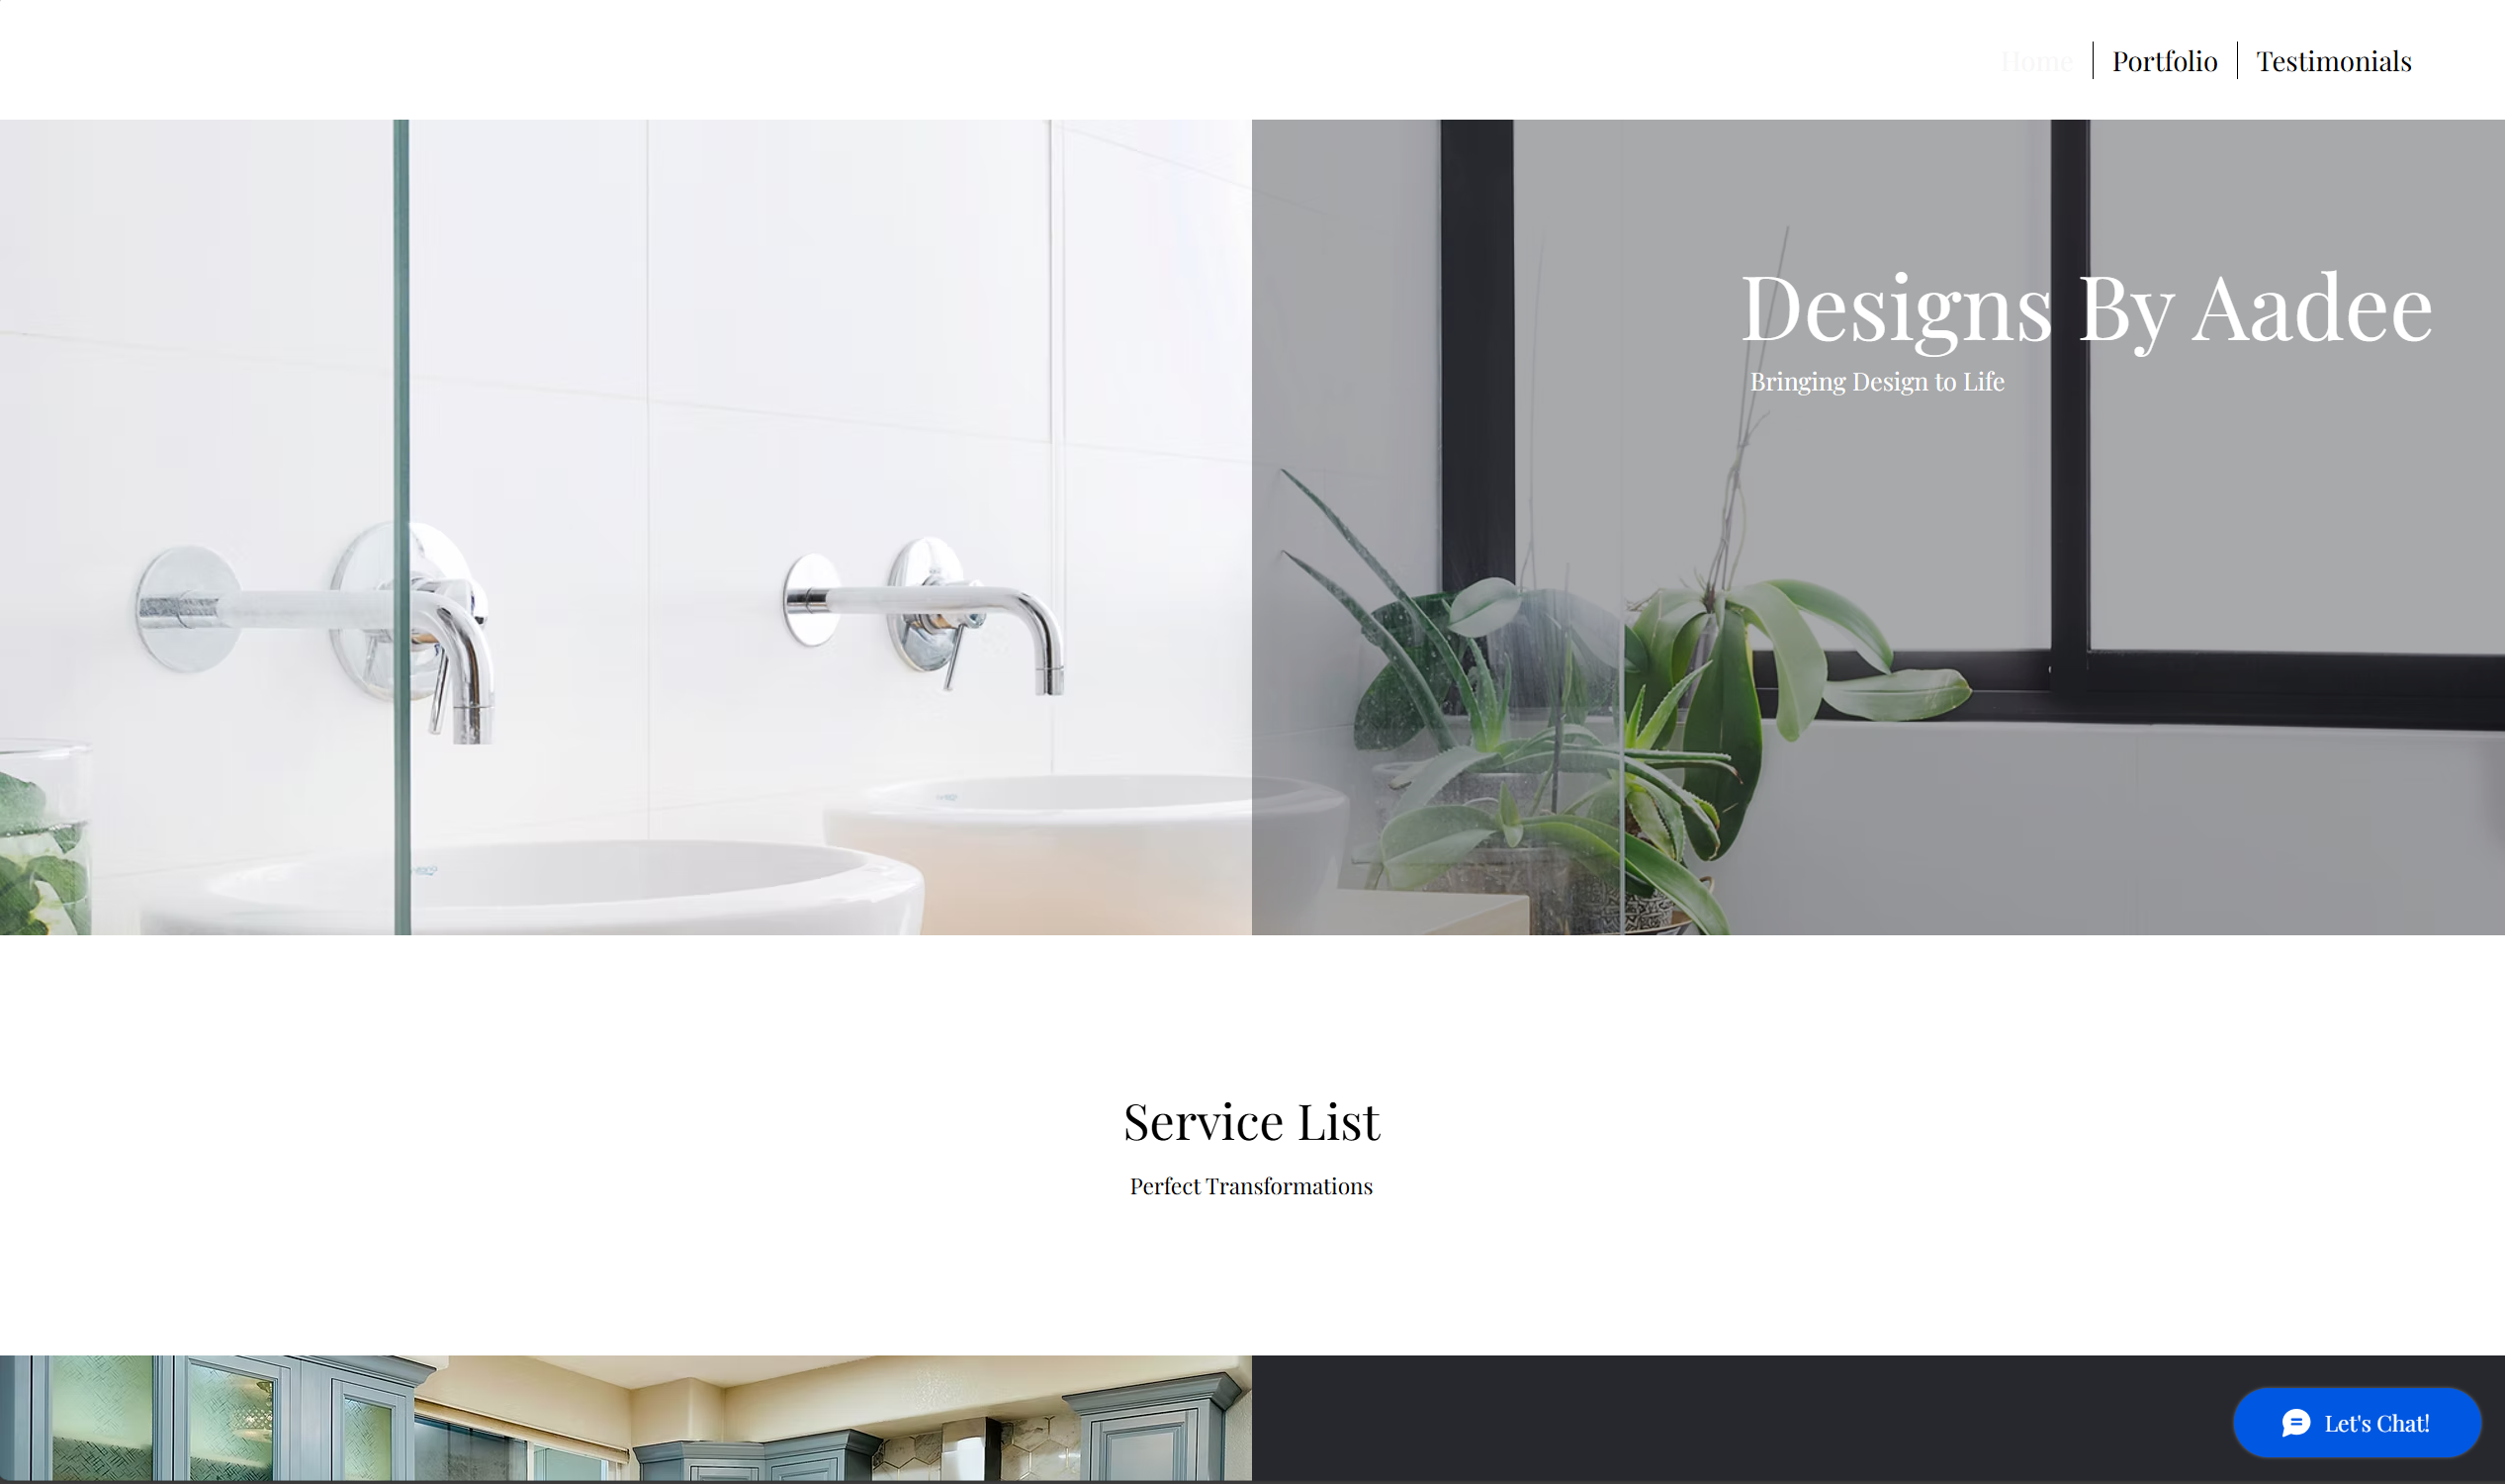 Home
Portfolio
Testimonials
Designs By Aadee
Bringing Design to Life
Service List
Perfect Transformations
Let's Chat!